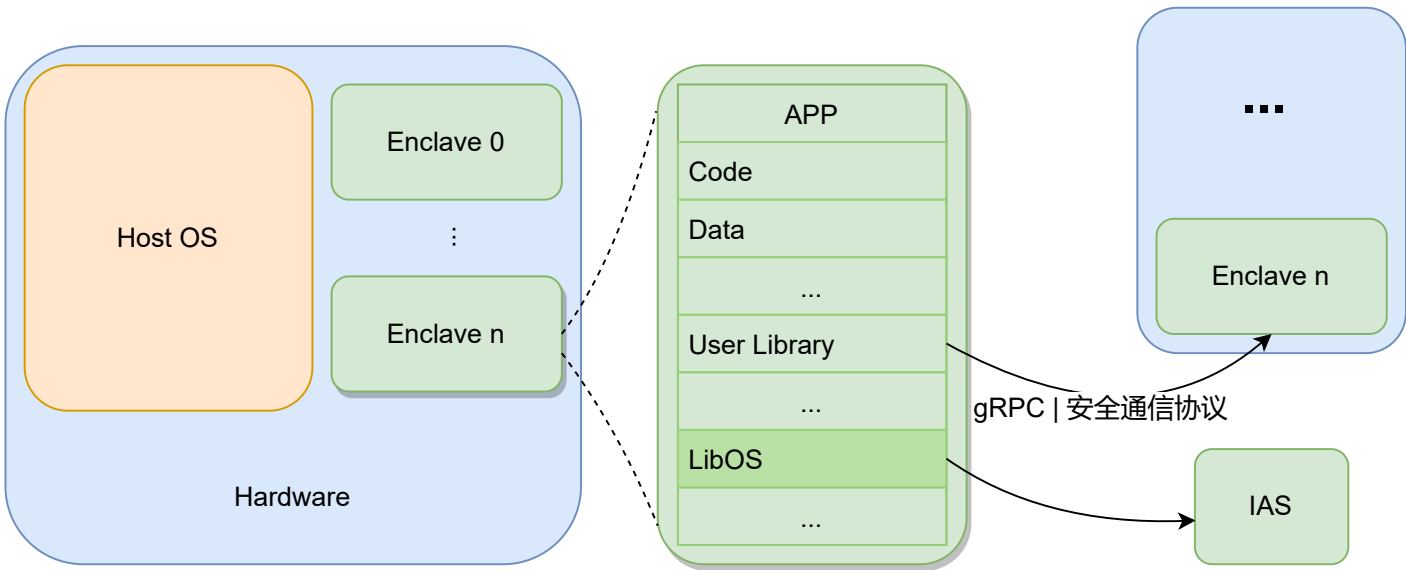 Host OS
Enclave 0
...
Enclave n
Hardware
APP
Code
Data
...
User Library
...
LibOS
...
...
Enclave n
gRPC | 安全通信协议
IAS